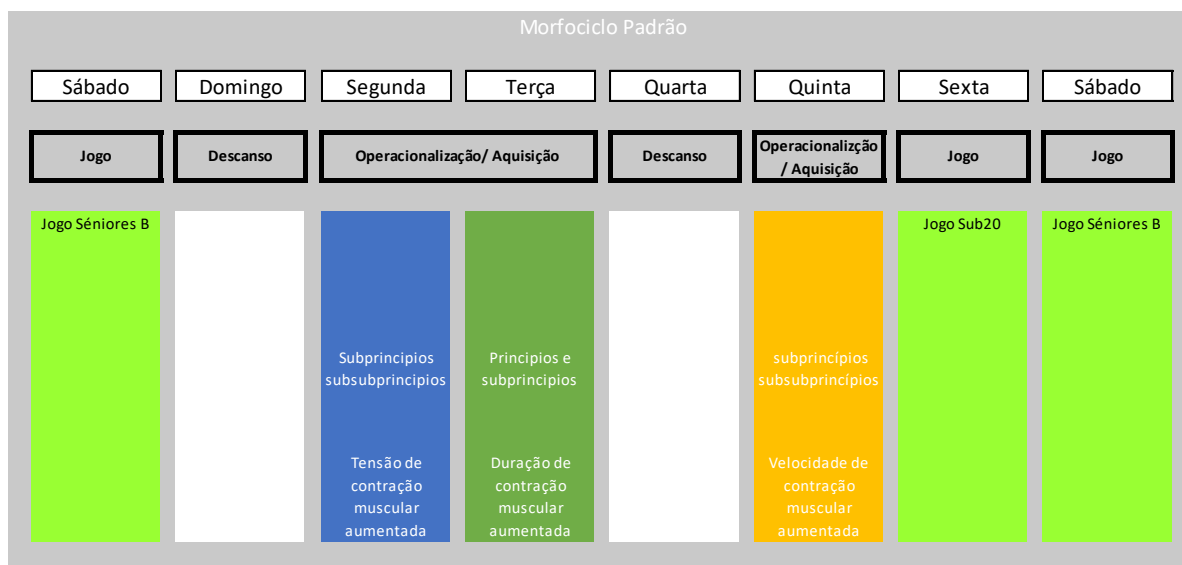 Morfociclo Padrão
Sábado
Domingo
Segunda
Terça
Quarta
Quinta
Sexta
Sábado
Jogo
Descanso
Operacionalização/ Aquisição
Descanso
Operacionalizção
/ Aquisição
Jogo
Jogo
Jogo Séniores B
Subprincipios
subsubprincipios
Tensão de
contração
muscular
aumentada
Principios e
subprincipios
Duração de
contração
muscular
aumentada
subprincípios
subsubprincípios
Velocidade de
contração
muscular
aumentada
Jogo Sub20
Jogo Séniores B